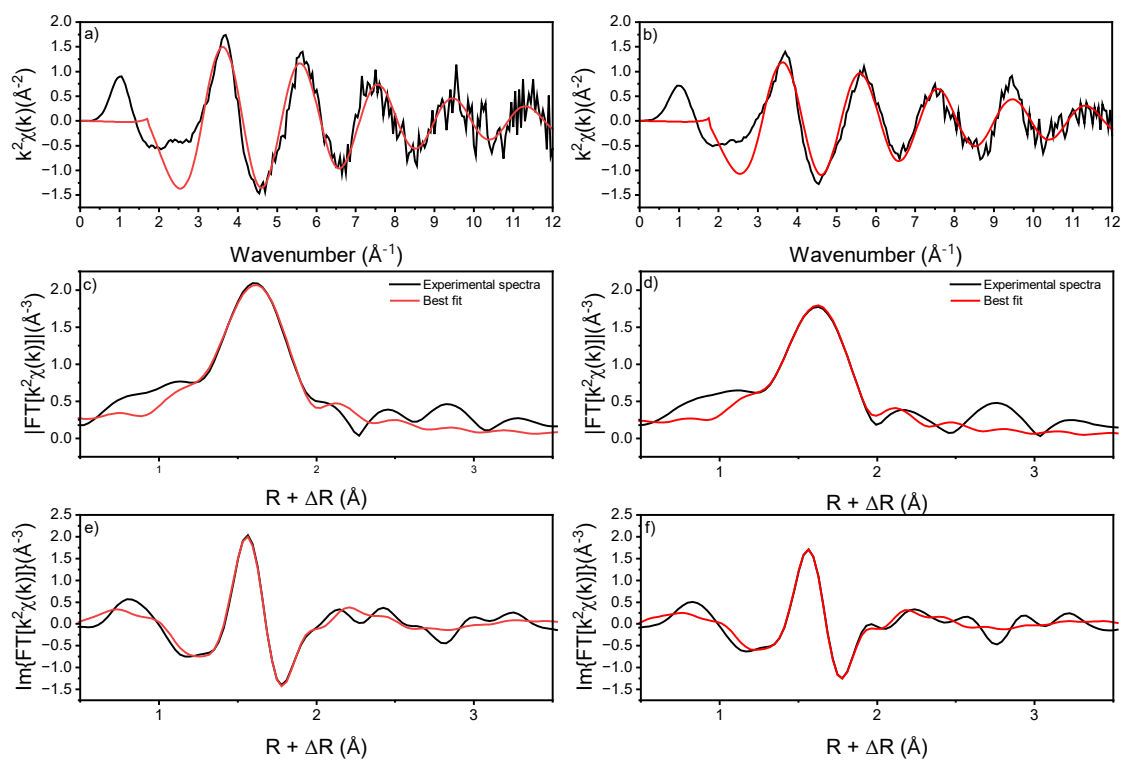 a)
k²χ(k)(Å⁻²)
2.0
1.5
1.0
0.5
0.0
−0.5
−1.0
−1.5
0 1 2 3 4 5 6 7 8 9 10 11 12
Wavenumber (Å⁻¹)
b)
k²χ(k)(Å⁻²)
2.0
1.5
1.0
0.5
0.0
−0.5
−1.0
−1.5
0 1 2 3 4 5 6 7 8 9 10 11 12
Wavenumber (Å⁻¹)
c)
Experimental spectra
Best fit
|FT[k²χ(k)]|(Å⁻³)
2.0
1.5
1.0
0.5
0.0
1 2 3
R + ΔR (Å)
d)
Experimental spectra
Best fit
|FT[k²χ(k)]|(Å⁻³)
2.0
1.5
1.0
0.5
0.0
1 2 3
R + ΔR (Å)
e)
Im{FT[k²χ(k)]}(Å⁻³)
2.5
2.0
1.5
1.0
0.5
0.0
−0.5
−1.0
−1.5
1 2 3
R + ΔR (Å)
f)
Im{FT[k²χ(k)]}(Å⁻³)
2.5
2.0
1.5
1.0
0.5
0.0
−0.5
−1.0
−1.5
1 2 3
R + ΔR (Å)